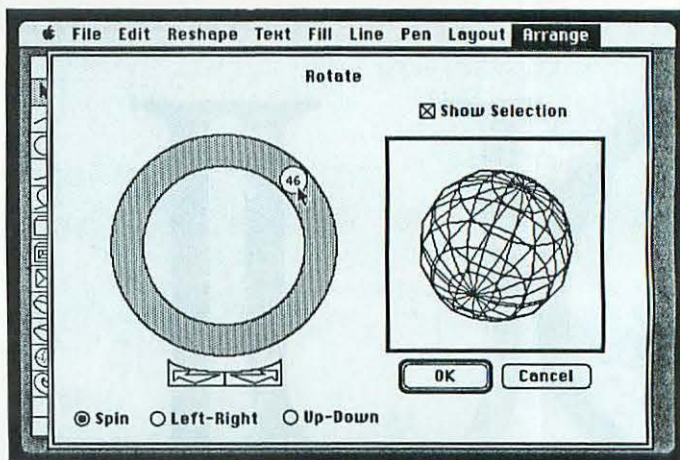 File Edit Reshape Text Fill Line Pen Layout Arrange
Rotate
Show Selection
46
OK Cancel
Spin Left-Right Up-Down